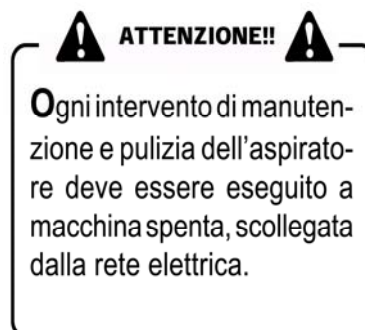 ATTENZIONE!!
Ogni intervento di manuten-
zione e pulizia dell'aspirato-
re deve essere eseguito a
macchina spenta, scollegata
dalla rete elettrica.